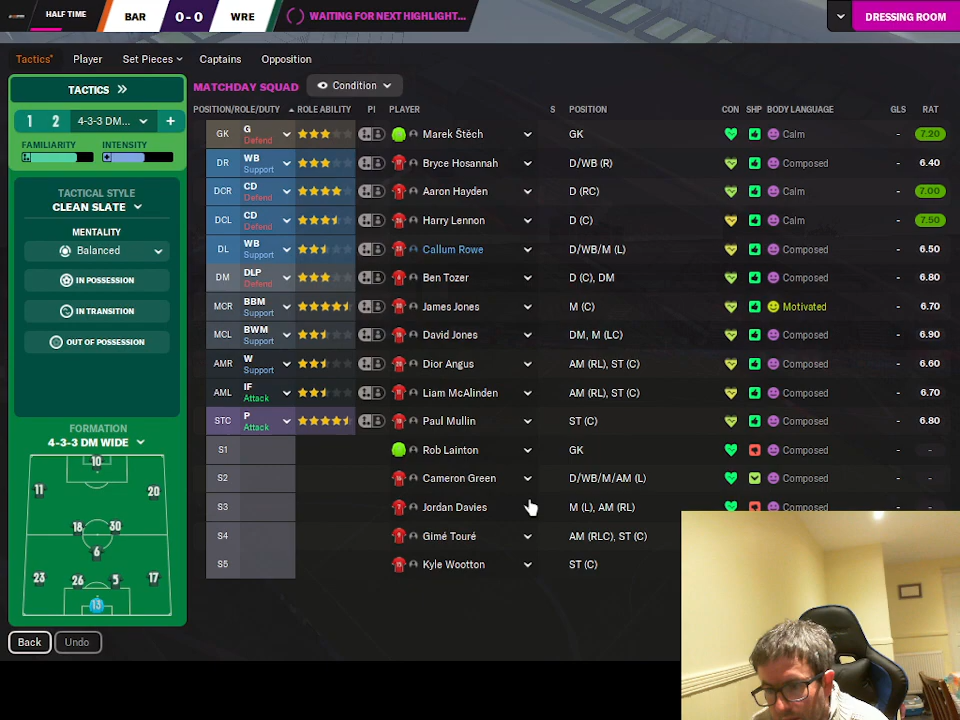 HALF TIME BAR 0-0 WRE WAITING FOR NEXT HIGHLIGHT... DRESSING ROOM
Tactics* Player Set Pieces Captains Opposition
TACTICS
1 2 4-3-3 DM... +
FAMILIARITY INTENSITY
TACTICAL STYLE
CLEAN SLATE
MENTALITY
Balanced
IN POSSESSION
IN TRANSITION
OUT OF POSSESSION
FORMATION
4-3-3 DM WIDE
10
11 20
18 30
6
23 26 5 17
13
Back Undo
MATCHDAY SQUAD Condition
POSITION/ROLE/DUTY ROLE ABILITY PI PLAYER S POSITION CON SHP BODY LANGUAGE GLS RAT
GK G Defend Marek Štěch GK Calm - 7.20
DR WB Support Bryce Hosannah D/WB (R) Composed - 6.40
DCR CD Defend Aaron Hayden D (RC) Calm - 7.00
DCL CD Defend Harry Lennon D (C) Calm - 7.50
DL WB Support Callum Rowe D/WB/M (L) Composed - 6.50
DM DLP Defend Ben Tozer D (C), DM Composed - 6.80
MCR BBM Support James Jones M (C) Motivated - 6.70
MCL BWM Support David Jones DM, M (LC) Composed - 6.90
AMR W Support Dior Angus AM (RL), ST (C) Composed - 6.60
AML IF Attack Liam McAlinden AM (RL), ST (C) Composed - 6.70
STC P Attack Paul Mullin ST (C) Composed - 6.80
S1 Rob Lainton GK Composed - -
S2 Cameron Green D/WB/M/AM (L) Composed - -
S3 Jordan Davies M (L), AM (RL) Composed - -
S4 Gimé Touré AM (RLC), ST (C)
S5 Kyle Wootton ST (C)